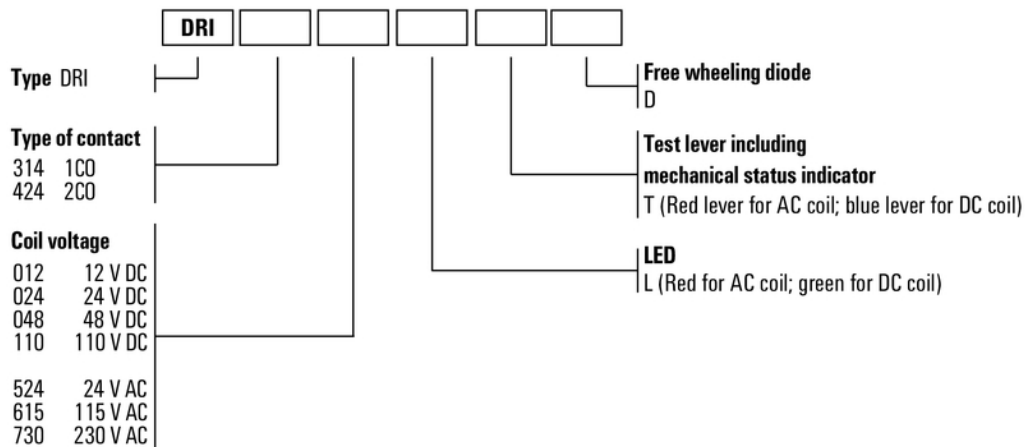 DRI
Type DRI
Type of contact
314 1CO
424 2CO
Coil voltage
012 12 V DC
024 24 V DC
048 48 V DC
110 110 V DC
524 24 V AC
615 115 V AC
730 230 V AC
Free wheeling diode
D
Test lever including
mechanical status indicator
T (Red lever for AC coil; blue lever for DC coil)
LED
L (Red for AC coil; green for DC coil)